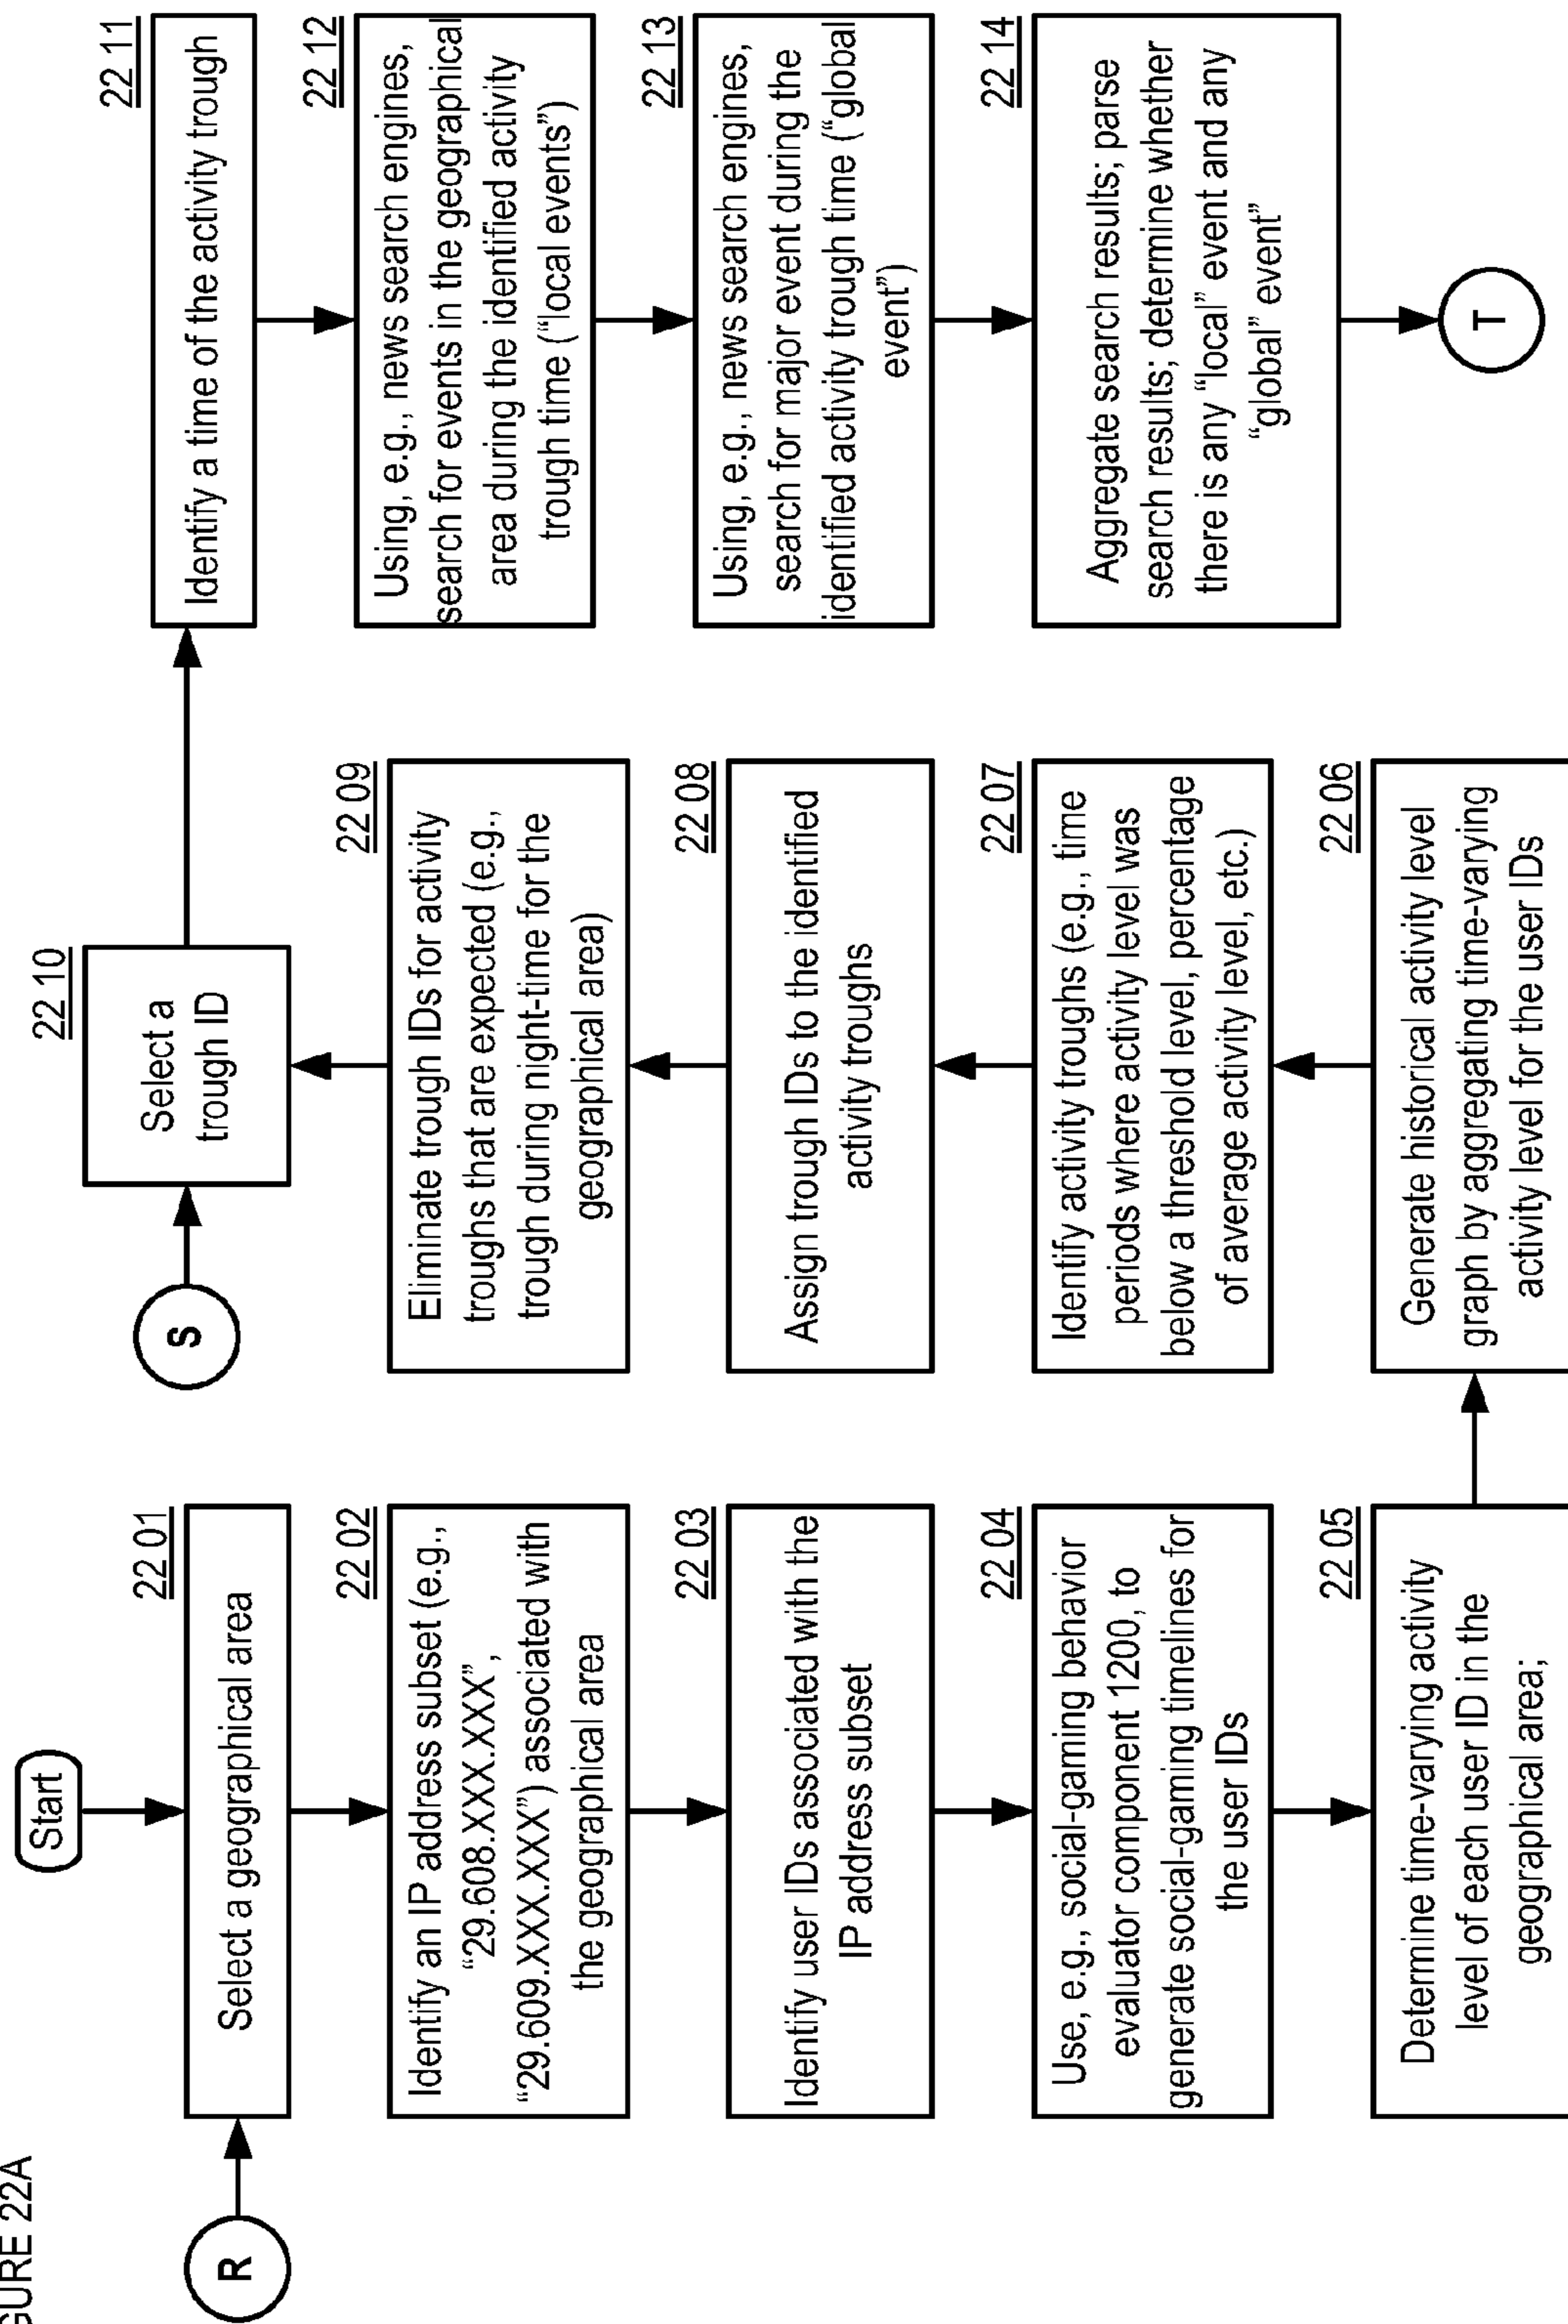 GURE 22A
Start
R
22 01
Select a geographical area
22 02
Identify an IP address subset (e.g.,
“29.608.XXX.XXX”,
“29.609.XXX.XXX”) associated with
the geographical area
22 03
Identify user IDs associated with the
IP address subset
22 04
Use, e.g., social-gaming behavior
evaluator component 1200, to
generate social-gaming timelines for
the user IDs
22 05
Determine time-varying activity
level of each user ID in the
geographical area;
22 06
Generate historical activity level
graph by aggregating time-varying
activity level for the user IDs
22 07
Identify activity troughs (e.g., time
periods where activity level was
below a threshold level, percentage
of average activity level, etc.)
22 08
Assign trough IDs to the identified
activity troughs
22 09
Eliminate trough IDs for activity
troughs that are expected (e.g.,
trough during night-time for the
geographical area)
S
22 10
Select a
trough ID
22 11
Identify a time of the activity trough
22 12
Using, e.g., news search engines,
search for events in the geographical
area during the identified activity
trough time (“local events”)
22 13
Using, e.g., news search engines,
search for major event during the
identified activity trough time (“global
event”)
22 14
Aggregate search results; parse
search results; determine whether
there is any “local” event and any
“global” event”
T